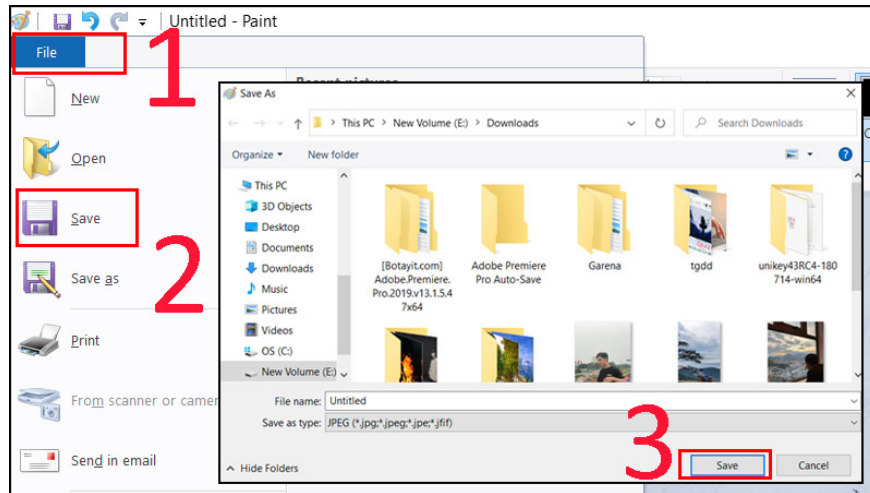 Untitled - Paint
File
1
Recent pictures
New
Open
Save
2
Save as
Print
From scanner or camer
Send in email
Save As
This PC > New Volume (E:) > Downloads
Search Downloads
Organize
New folder
This PC
3D Objects
Desktop
Documents
Downloads
Music
Pictures
Videos
OS (C:)
New Volume (E:)
[Botayit.com]
Adobe.Premiere.
Pro.2019.v13.1.5.4
7x64
Adobe Premiere
Pro Auto-Save
Garena
tgdd
unikey43RC4-180
714-win64
File name: Untitled
Save as type: JPEG (*.jpg;*.jpeg;*.jpe;*.jfif)
3
Hide Folders
Save
Cancel